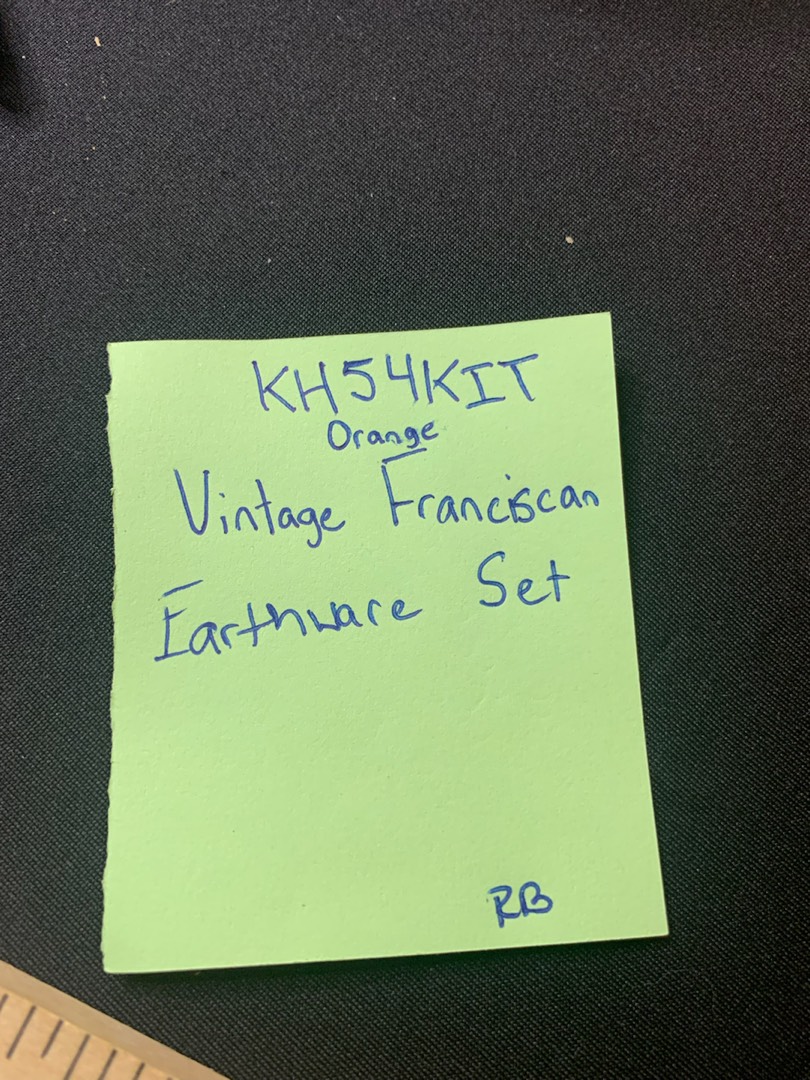 KH54KIT
Orange
Vintage Franciscan
Earthware Set
RB